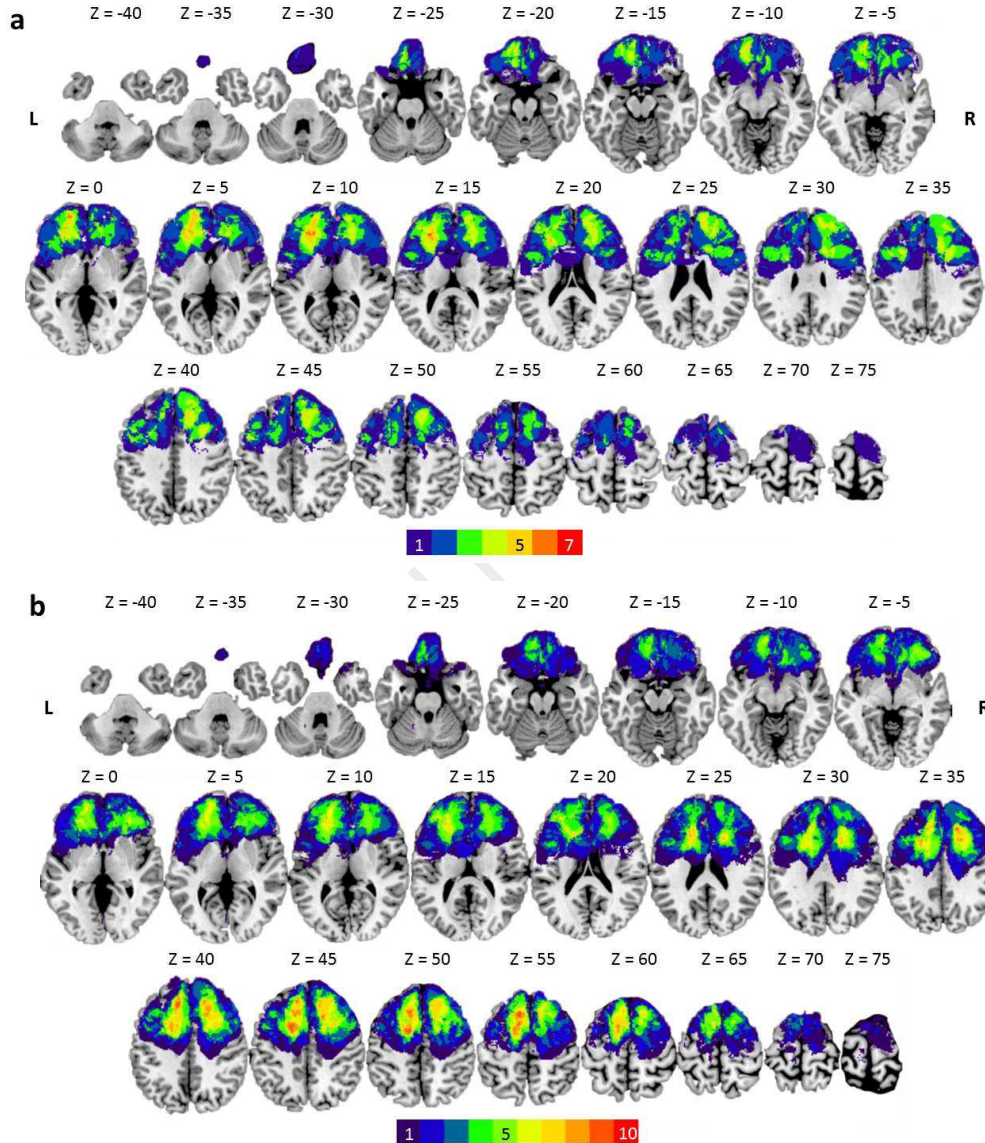 a
Z = -40 Z = -35 Z = -30 Z = -25 Z = -20 Z = -15 Z = -10 Z = -5
L R
Z = 0 Z = 5 Z = 10 Z = 15 Z = 20 Z = 25 Z = 30 Z = 35
Z = 40 Z = 45 Z = 50 Z = 55 Z = 60 Z = 65 Z = 70 Z = 75
1 5 7
b
Z = -40 Z = -35 Z = -30 Z = -25 Z = -20 Z = -15 Z = -10 Z = -5
L R
Z = 0 Z = 5 Z = 10 Z = 15 Z = 20 Z = 25 Z = 30 Z = 35
Z = 40 Z = 45 Z = 50 Z = 55 Z = 60 Z = 65 Z = 70 Z = 75
1 5 10